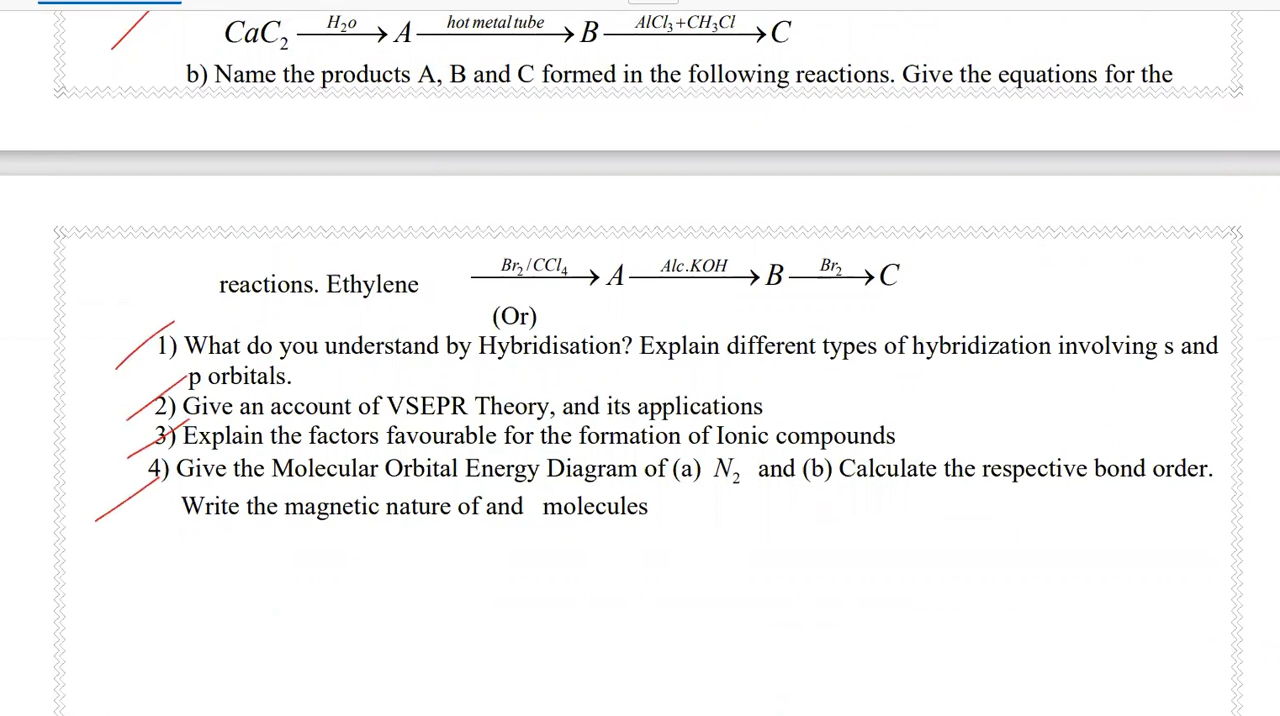 CaC₂ —H₂o→ A —hot metal tube→ B —AlCl₃+CH₃Cl→ C
b) Name the products A, B and C formed in the following reactions. Give the equations for the
reactions. Ethylene —Br₂/CCl₄→ A —Alc.KOH→ B —Br₂→ C
(Or)
1) What do you understand by Hybridisation? Explain different types of hybridization involving s and
p orbitals.
2) Give an account of VSEPR Theory, and its applications
3) Explain the factors favourable for the formation of Ionic compounds
4) Give the Molecular Orbital Energy Diagram of (a) N₂ and (b) Calculate the respective bond order.
Write the magnetic nature of and molecules